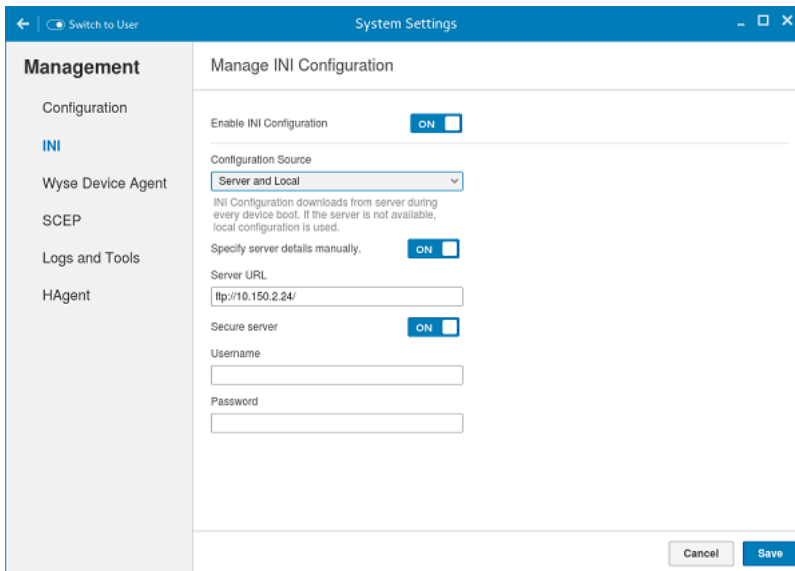 Switch to User
System Settings
Management
Configuration
INI
Wyse Device Agent
SCEP
Logs and Tools
HAgent
Manage INI Configuration
Enable INI Configuration
ON
Configuration Source
Server and Local
INI Configuration downloads from server during
every device boot. If the server is not available,
local configuration is used.
Specify server details manually.
ON
Server URL
ftp://10.150.2.24/
Secure server
ON
Username
Password
Cancel
Save